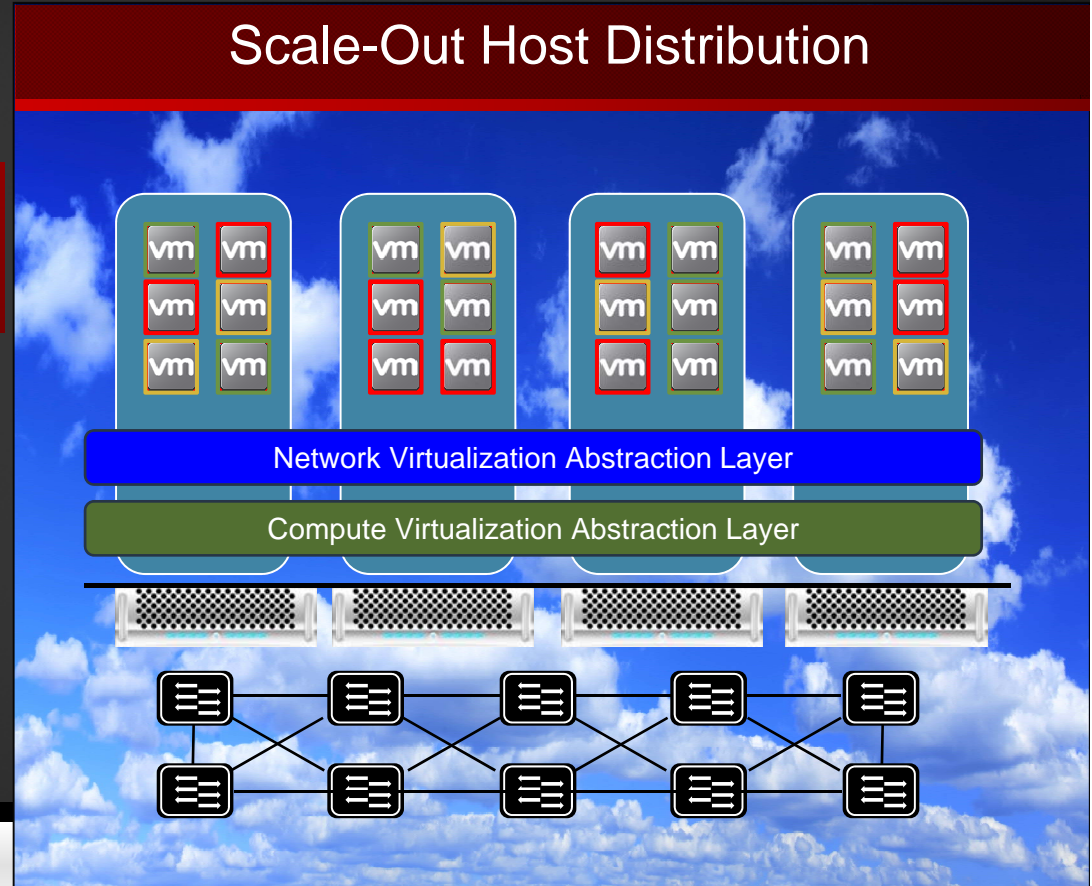 Scale-Out Host Distribution
vm vm vm vm vm vm vm vm
vm vm vm vm vm vm vm vm
vm vm vm vm vm vm vm vm
Network Virtualization Abstraction Layer
Compute Virtualization Abstraction Layer